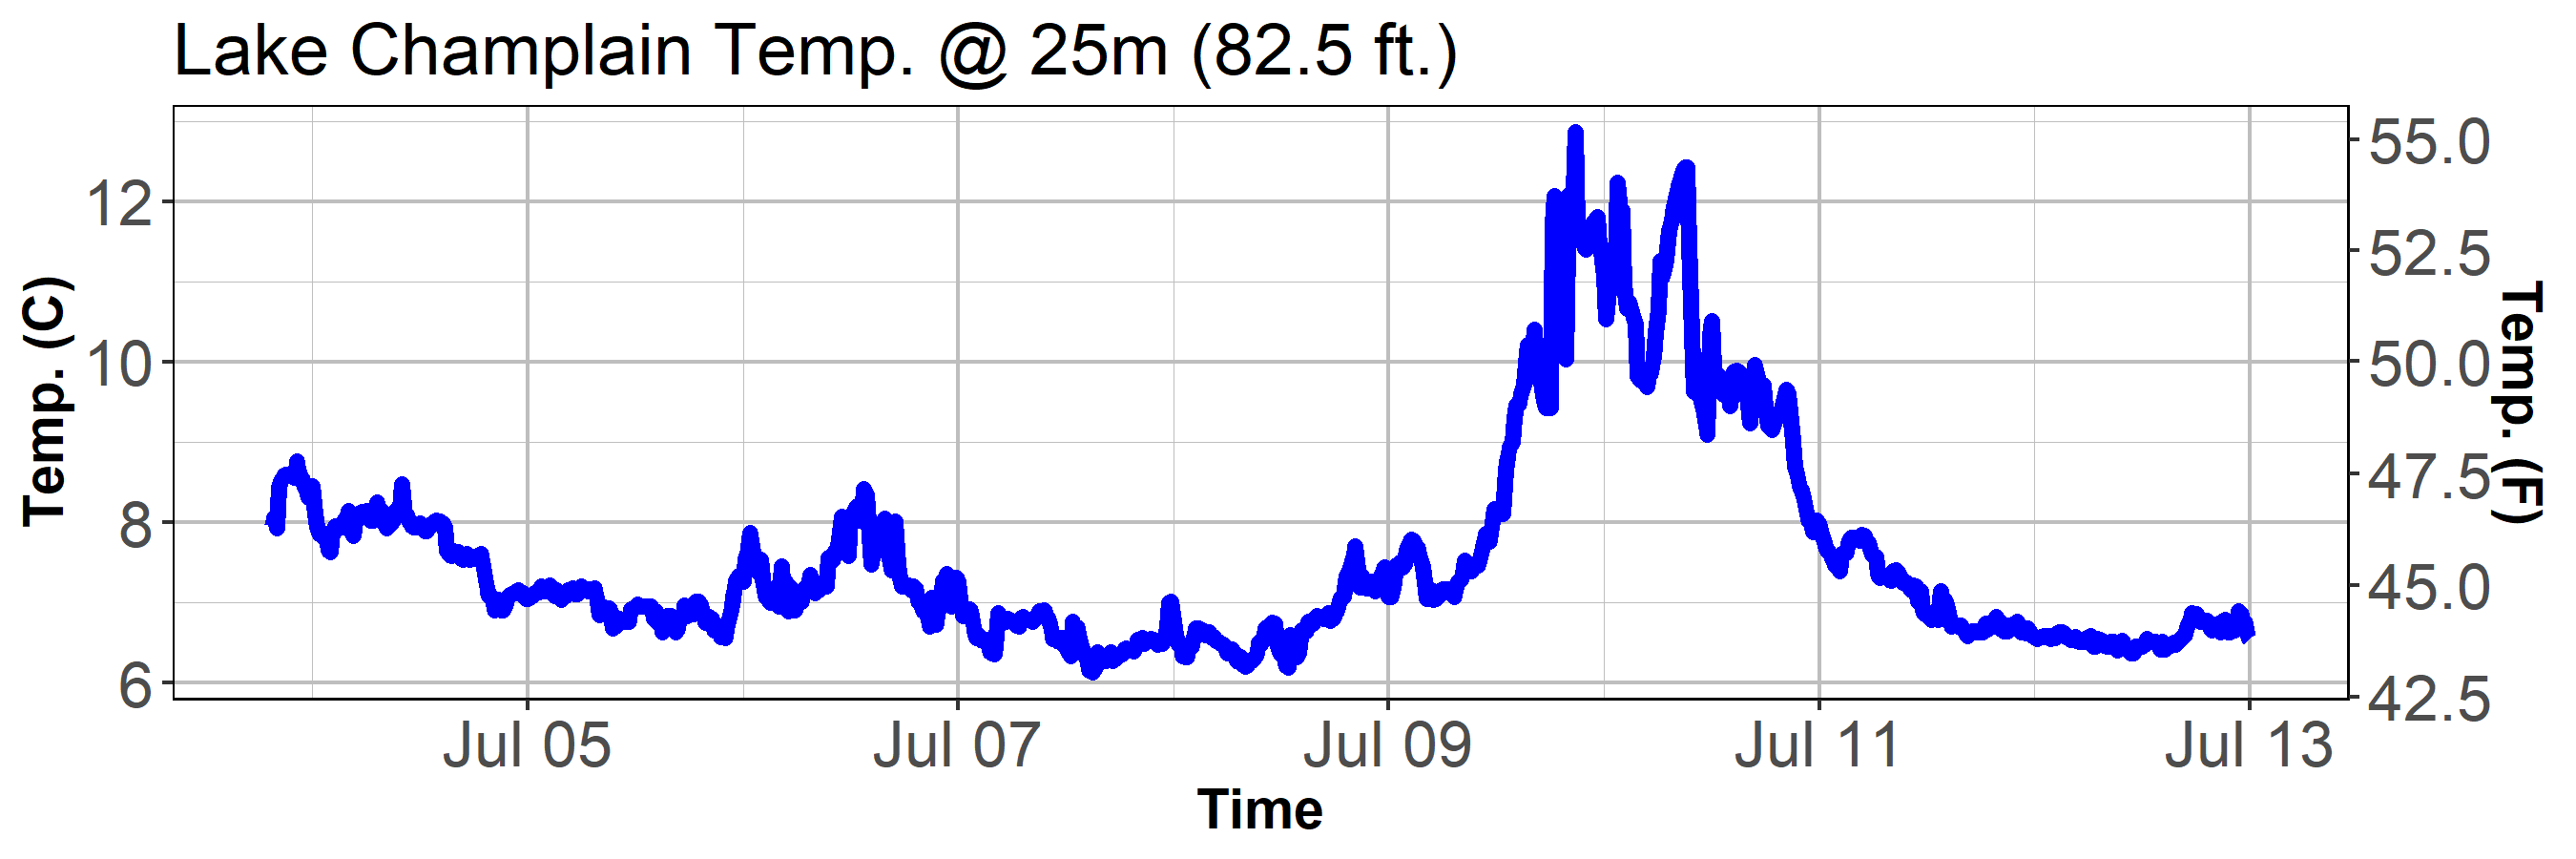 Lake Champlain Temp. @ 25m (82.5 ft.)
Temp. (C)
12
10
8
6
55.0
52.5
50.0
47.5
45.0
42.5
Temp. (F)
Jul 05 Jul 07 Jul 09 Jul 11 Jul 13
Time